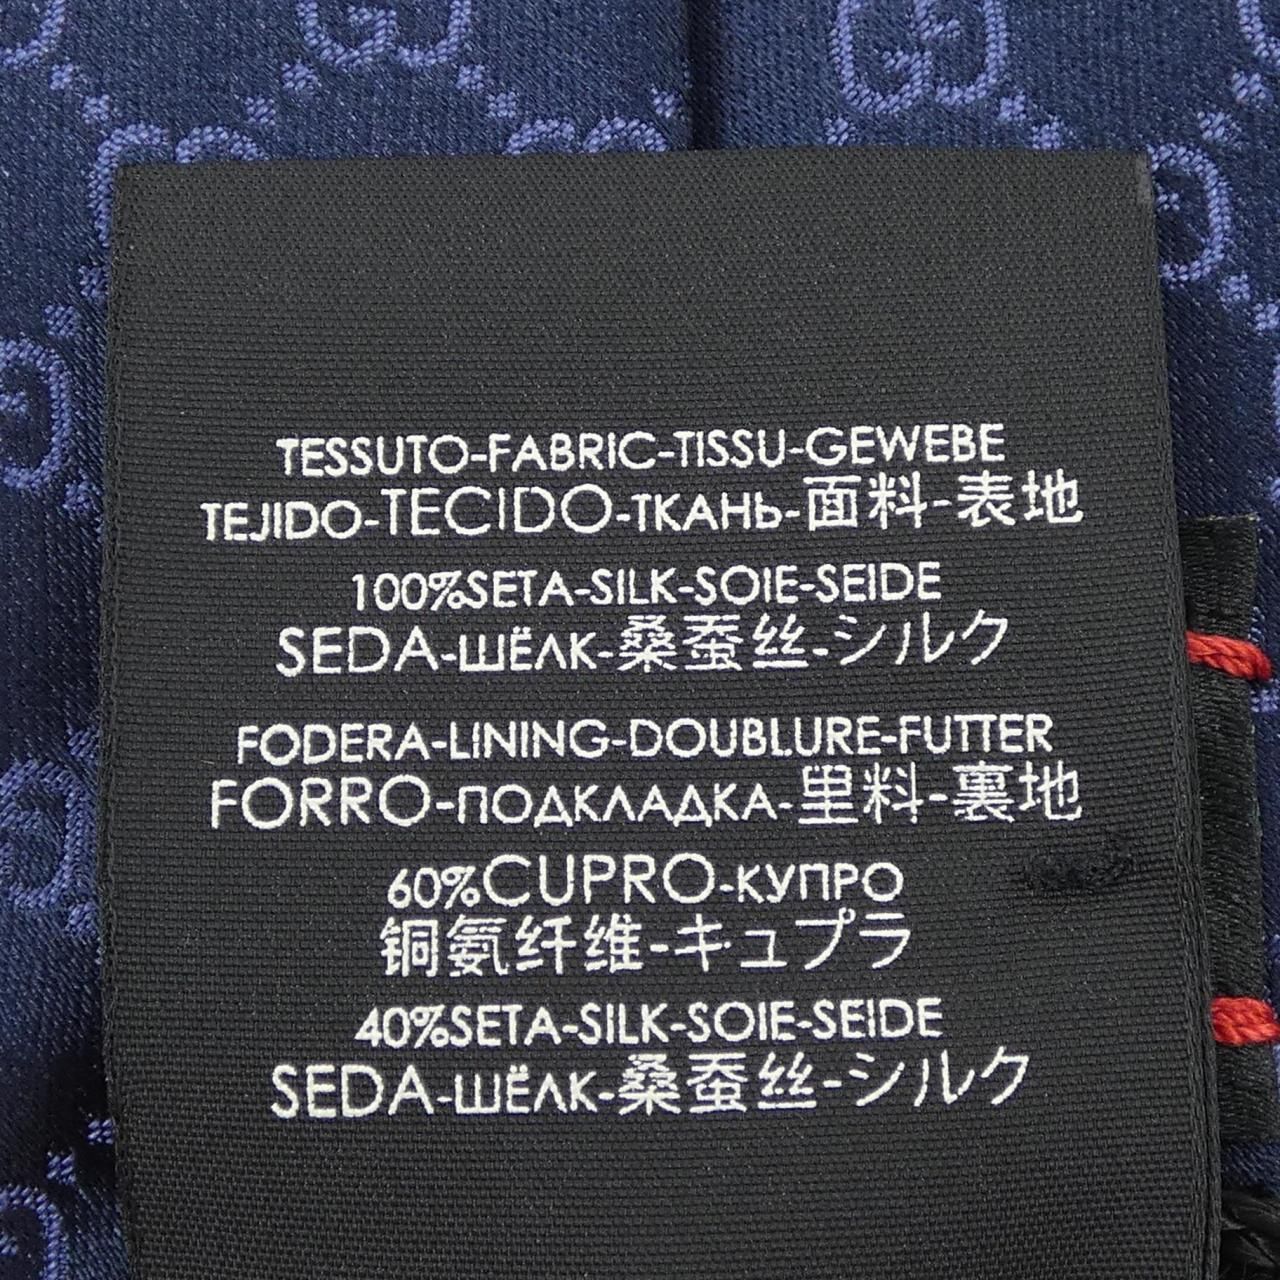 TESSUTO-FABRIC-TISSU-GEWEBE
TEJIDO-TECIDO-ТКАНЬ-面料-表地
100%SETA-SILK-SOIE-SEIDE
SEDA-ШЁЛК-桑蚕丝-シルク
FODERA-LINING-DOUBLURE-FUTTER
FORRO-ПОДКЛАДКА-里料-裏地
60%CUPRO-КУПРО
铜氨纤维-キュプラ
40%SETA-SILK-SOIE-SEIDE
SEDA-ШЁЛК-桑蚕丝-シルク